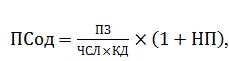 ПСод = ПЗ / ЧСЛ×КД × (1 + НП),